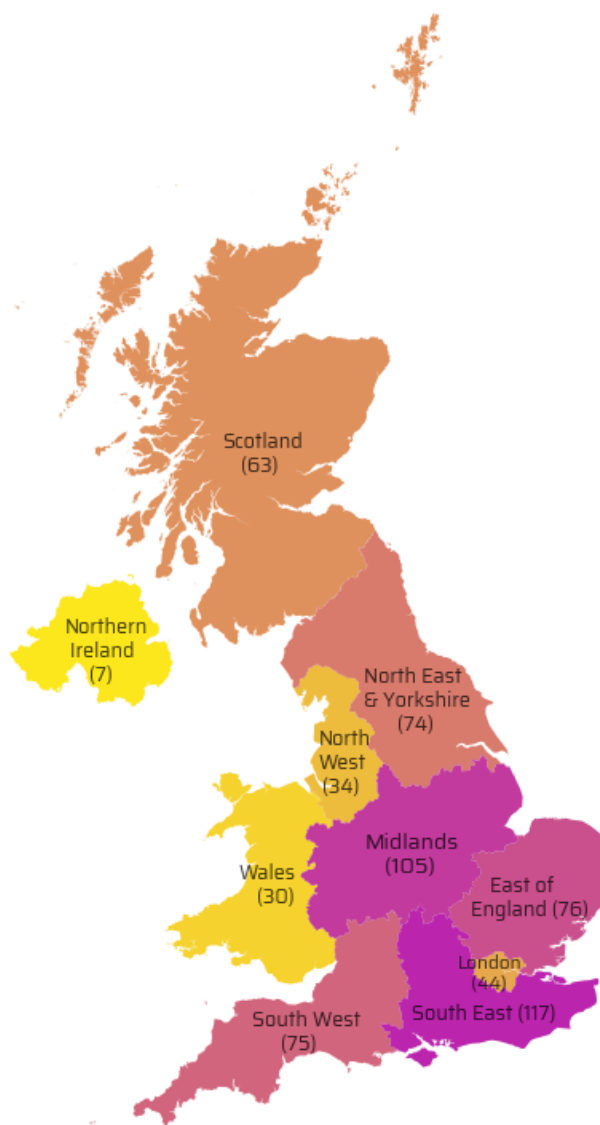 Scotland
(63)
Northern
Ireland
(7)
North East
& Yorkshire
(74)
North
West
(34)
Midlands
(105)
Wales
(30)
East of
England (76)
London
(44)
South East (117)
South West
(75)